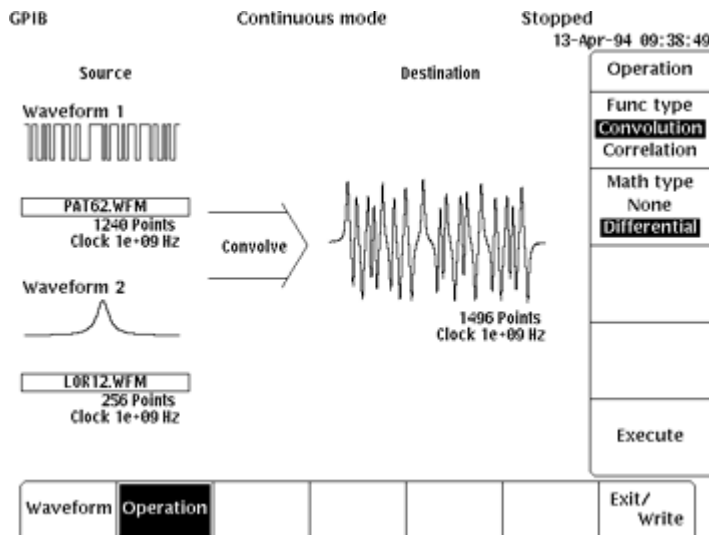 GPIB Continuous mode Stopped
13-Apr-94 09:38:49
Source Destination
Waveform 1
PAT62.WFM
1240 Points
Clock 1e+09 Hz
Convolve
Waveform 2
LOR12.WFM
256 Points
Clock 1e+09 Hz
1496 Points
Clock 1e+09 Hz
Operation
Func type
Convolution
Correlation
Math type
None
Differential
Execute
Waveform Operation Exit/
Write